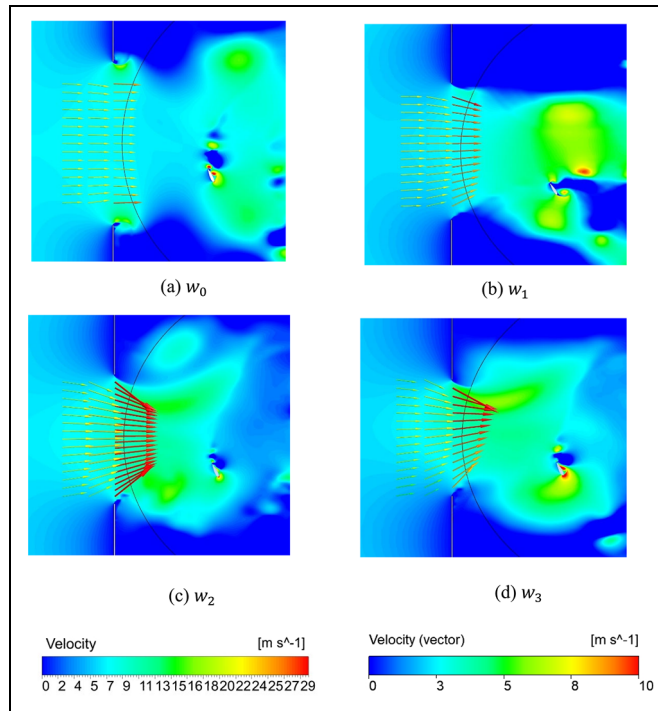 (a) w₀
(b) w₁
(c) w₂
(d) w₃
Velocity [m s^-1]
0 2 4 5 7 9 11 13 15 16 18 20 22 24 25 27 29
Velocity (vector) [m s^-1]
0 3 5 8 10